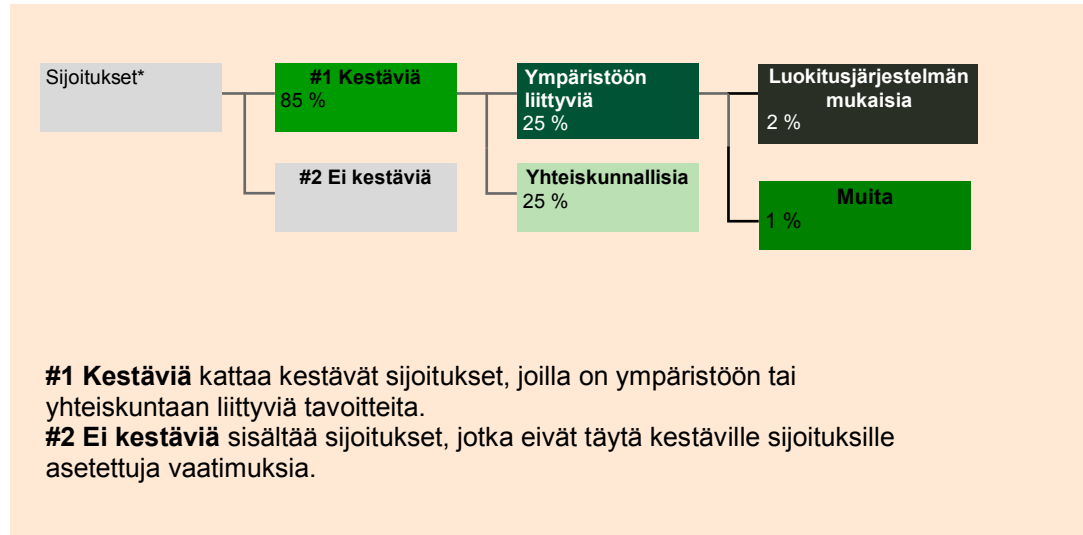 Sijoitukset*
#1 Kestäviä
85 %
#2 Ei kestäviä
Ympäristöön
liittyviä
25 %
Yhteiskunnallisia
25 %
Luokitusjärjestelmän
mukaisia
2 %
Muita
1 %
#1 Kestäviä kattaa kestävät sijoitukset, joilla on ympäristöön tai
yhteiskuntaan liittyviä tavoitteita.
#2 Ei kestäviä sisältää sijoitukset, jotka eivät täytä kestäville sijoituksille
asetettuja vaatimuksia.